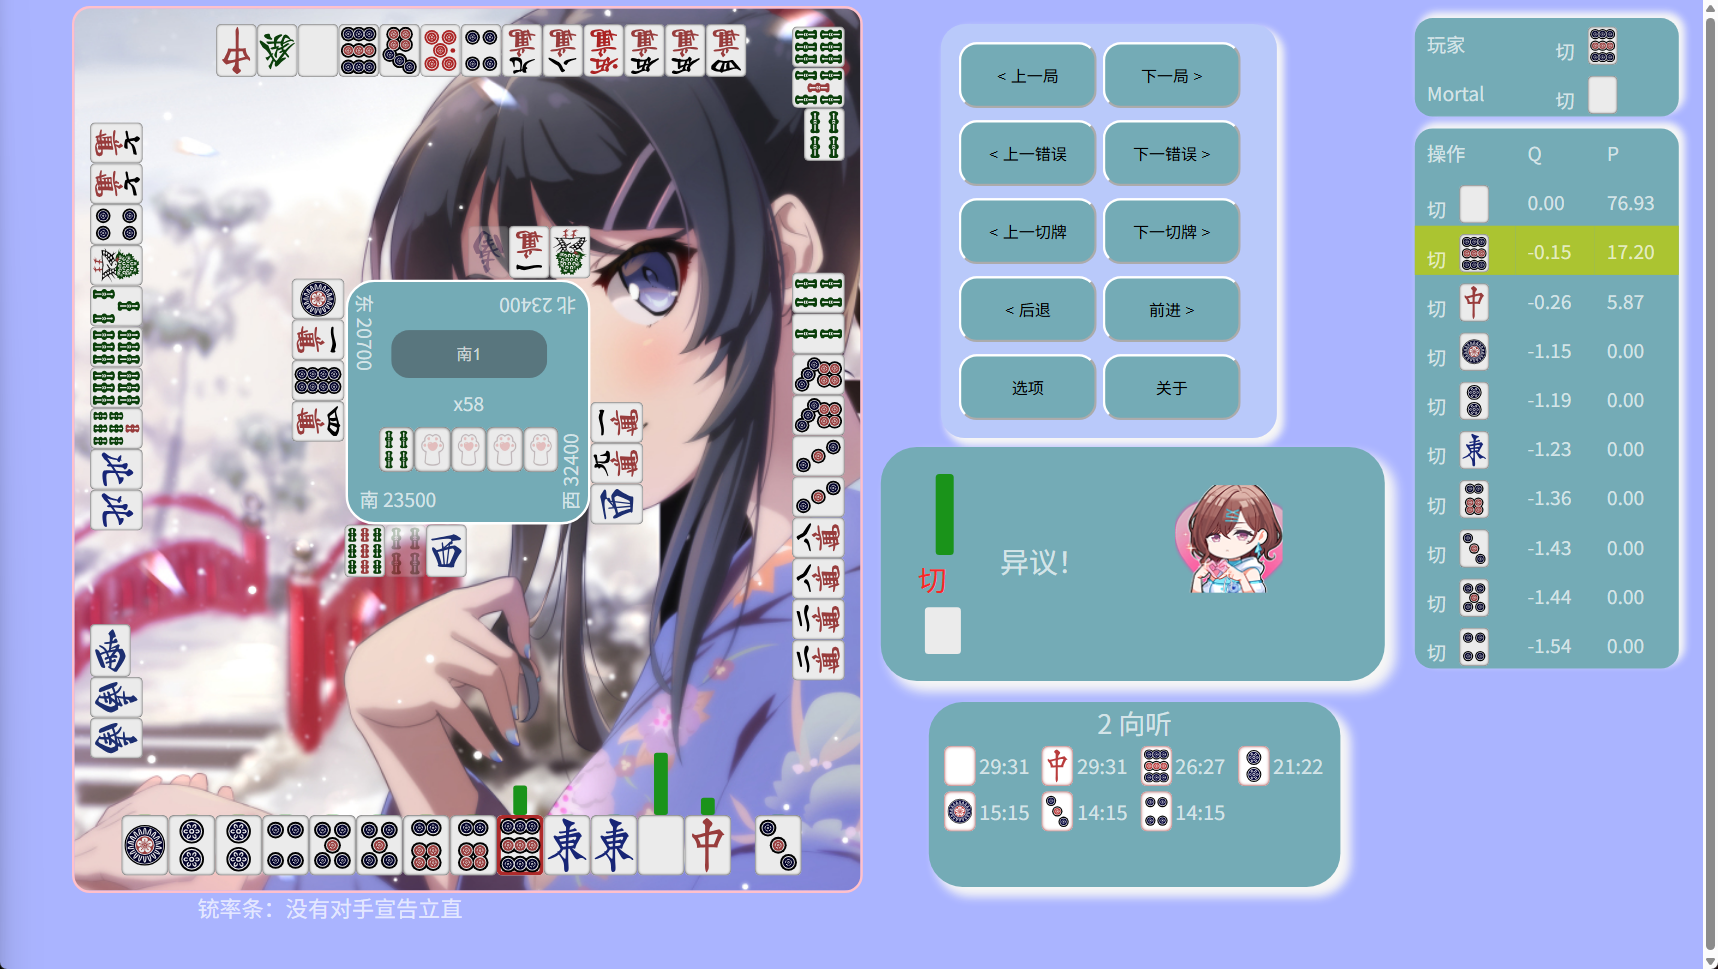 东 20700
北 23400
南1
x58
南 23500
西 32400
铳率条：没有对手宣告立直
< 上一局
下一局 >
< 上一错误
下一错误 >
< 上一切牌
下一切牌 >
< 后退
前进 >
选项
关于
切
异议！
2 向听
29:31
29:31
26:27
21:22
15:15
14:15
14:15
玩家 切
Mortal 切
操作 Q P
切 0.00 76.93
切 -0.15 17.20
切 中 -0.26 5.87
切 -1.15 0.00
切 -1.19 0.00
切 東 -1.23 0.00
切 -1.36 0.00
切 -1.43 0.00
切 -1.44 0.00
切 -1.54 0.00